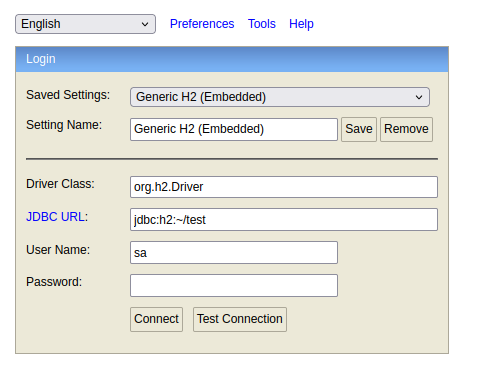 English Preferences Tools Help
Login
Saved Settings: Generic H2 (Embedded)
Setting Name: Generic H2 (Embedded) Save Remove
Driver Class: org.h2.Driver
JDBC URL: jdbc:h2:~/test
User Name: sa
Password:
Connect Test Connection